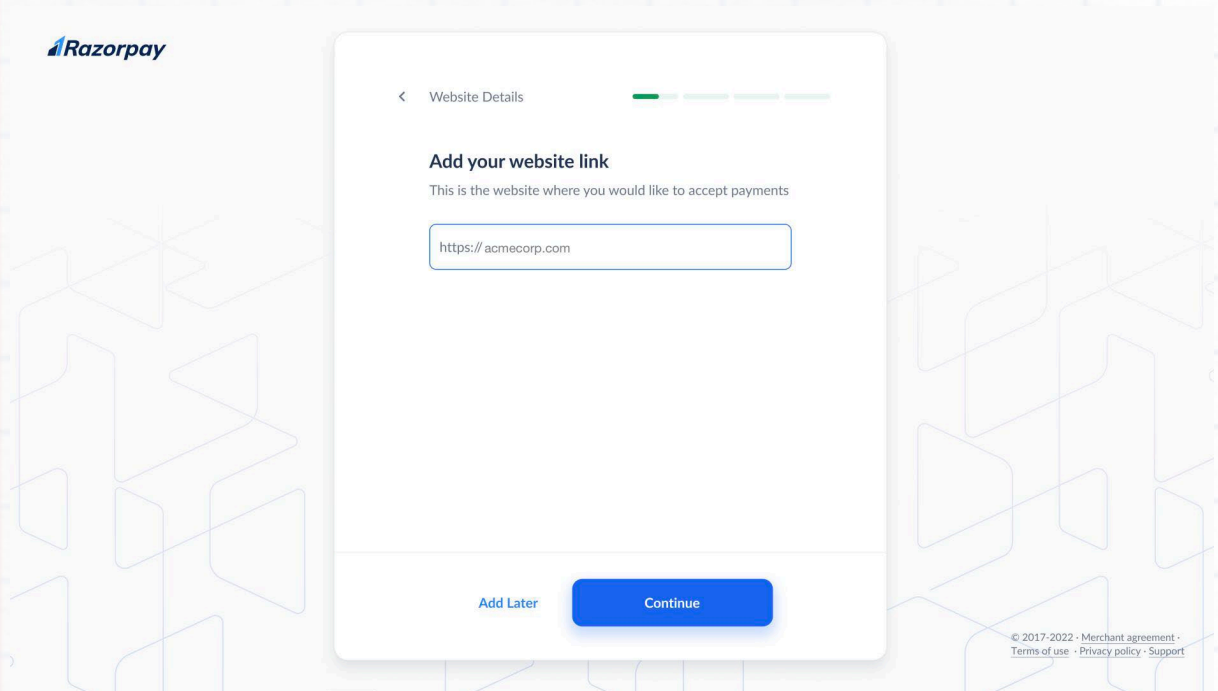 Razorpay
Website Details
Add your website link
This is the website where you would like to accept payments
https:// acmecorp.com
Add Later
Continue
© 2017-2022 · Merchant agreement ·
Terms of use · Privacy policy · Support